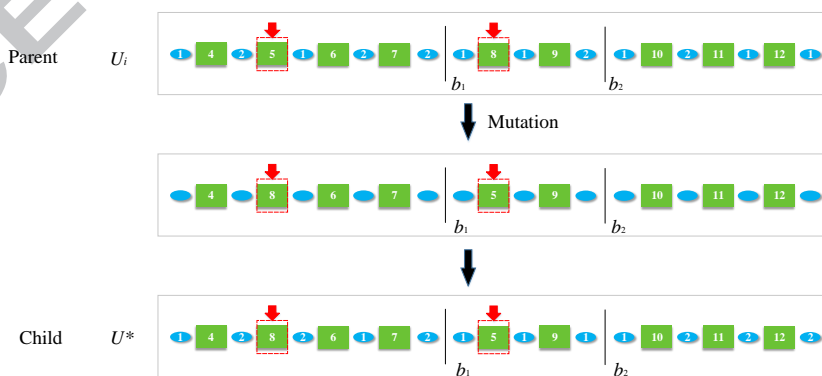 Parent U_i 1 4 2 5 1 6 2 7 2 1 8 1 9 2 1 10 2 11 1 12 1
b₁ b₂
Mutation
4 8 6 7 5 9 10 11 12
b₁ b₂
Child U* 1 4 2 8 2 6 1 7 2 1 5 1 9 1 1 10 2 11 2 12 2
b₁ b₂